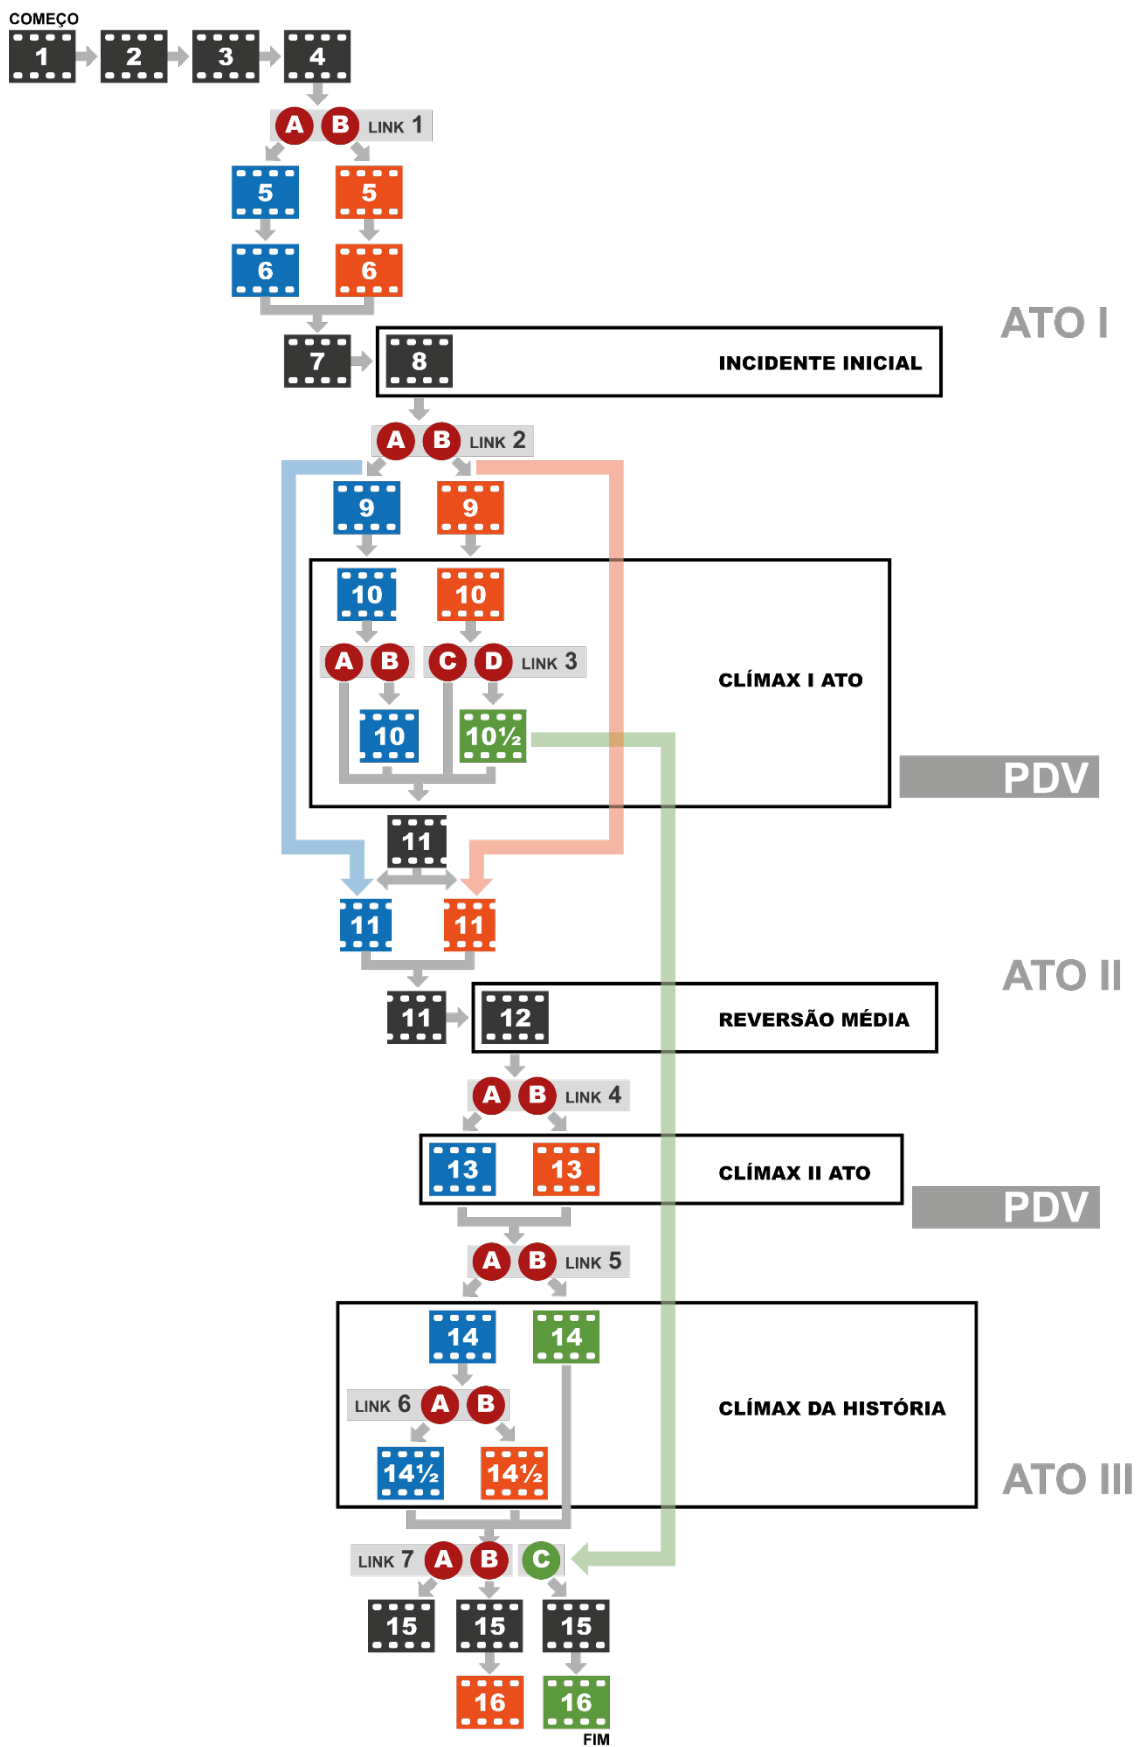 COMEÇO
1 2 3 4
A B LINK 1
5 5
6 6
ATO I
7 8 INCIDENTE INICIAL
A B LINK 2
9 9
10 10
A B C D LINK 3
CLÍMAX I ATO
10 10½
PDV
11
11 11
ATO II
11 12 REVERSÃO MÉDIA
A B LINK 4
13 13 CLÍMAX II ATO
PDV
A B LINK 5
14 14
LINK 6 A B
CLÍMAX DA HISTÓRIA
14½ 14½
ATO III
LINK 7 A B C
15 15 15
16 16
FIM